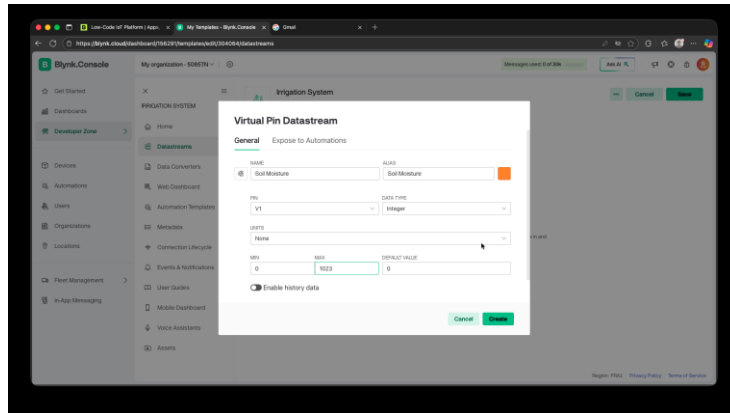 Low-Code IoT Platform | Apps,
My Templates - Blynk.Console
Gmail
https://blynk.cloud/dashboard/198291/templates/edit/304064/datastreams
Blynk.Console
My organization - 5089TN
Messages used 0 of 30k
Ask AI
Get Started
Dashboards
Developer Zone
Devices
Automations
Users
Organizations
Locations
Fleet Management
In-App Messaging
IRRIGATION SYSTEM
Home
Datastreams
Data Converters
Web Dashboard
Automation Templates
Metadata
Connection Lifecycle
Events & Notifications
User Guides
Mobile Dashboard
Voice Assistants
Assets
Irrigation System
Cancel
Save
Virtual Pin Datastream
General
Expose to Automations
NAME
ALIAS
Soil Moisture
Soil Moisture
PIN
DATA TYPE
V1
Integer
UNITS
None
MIN
MAX
DEFAULT VALUE
0
1023
0
Enable history data
Cancel
Create
Region: FRA1
Privacy Policy
Terms of Service